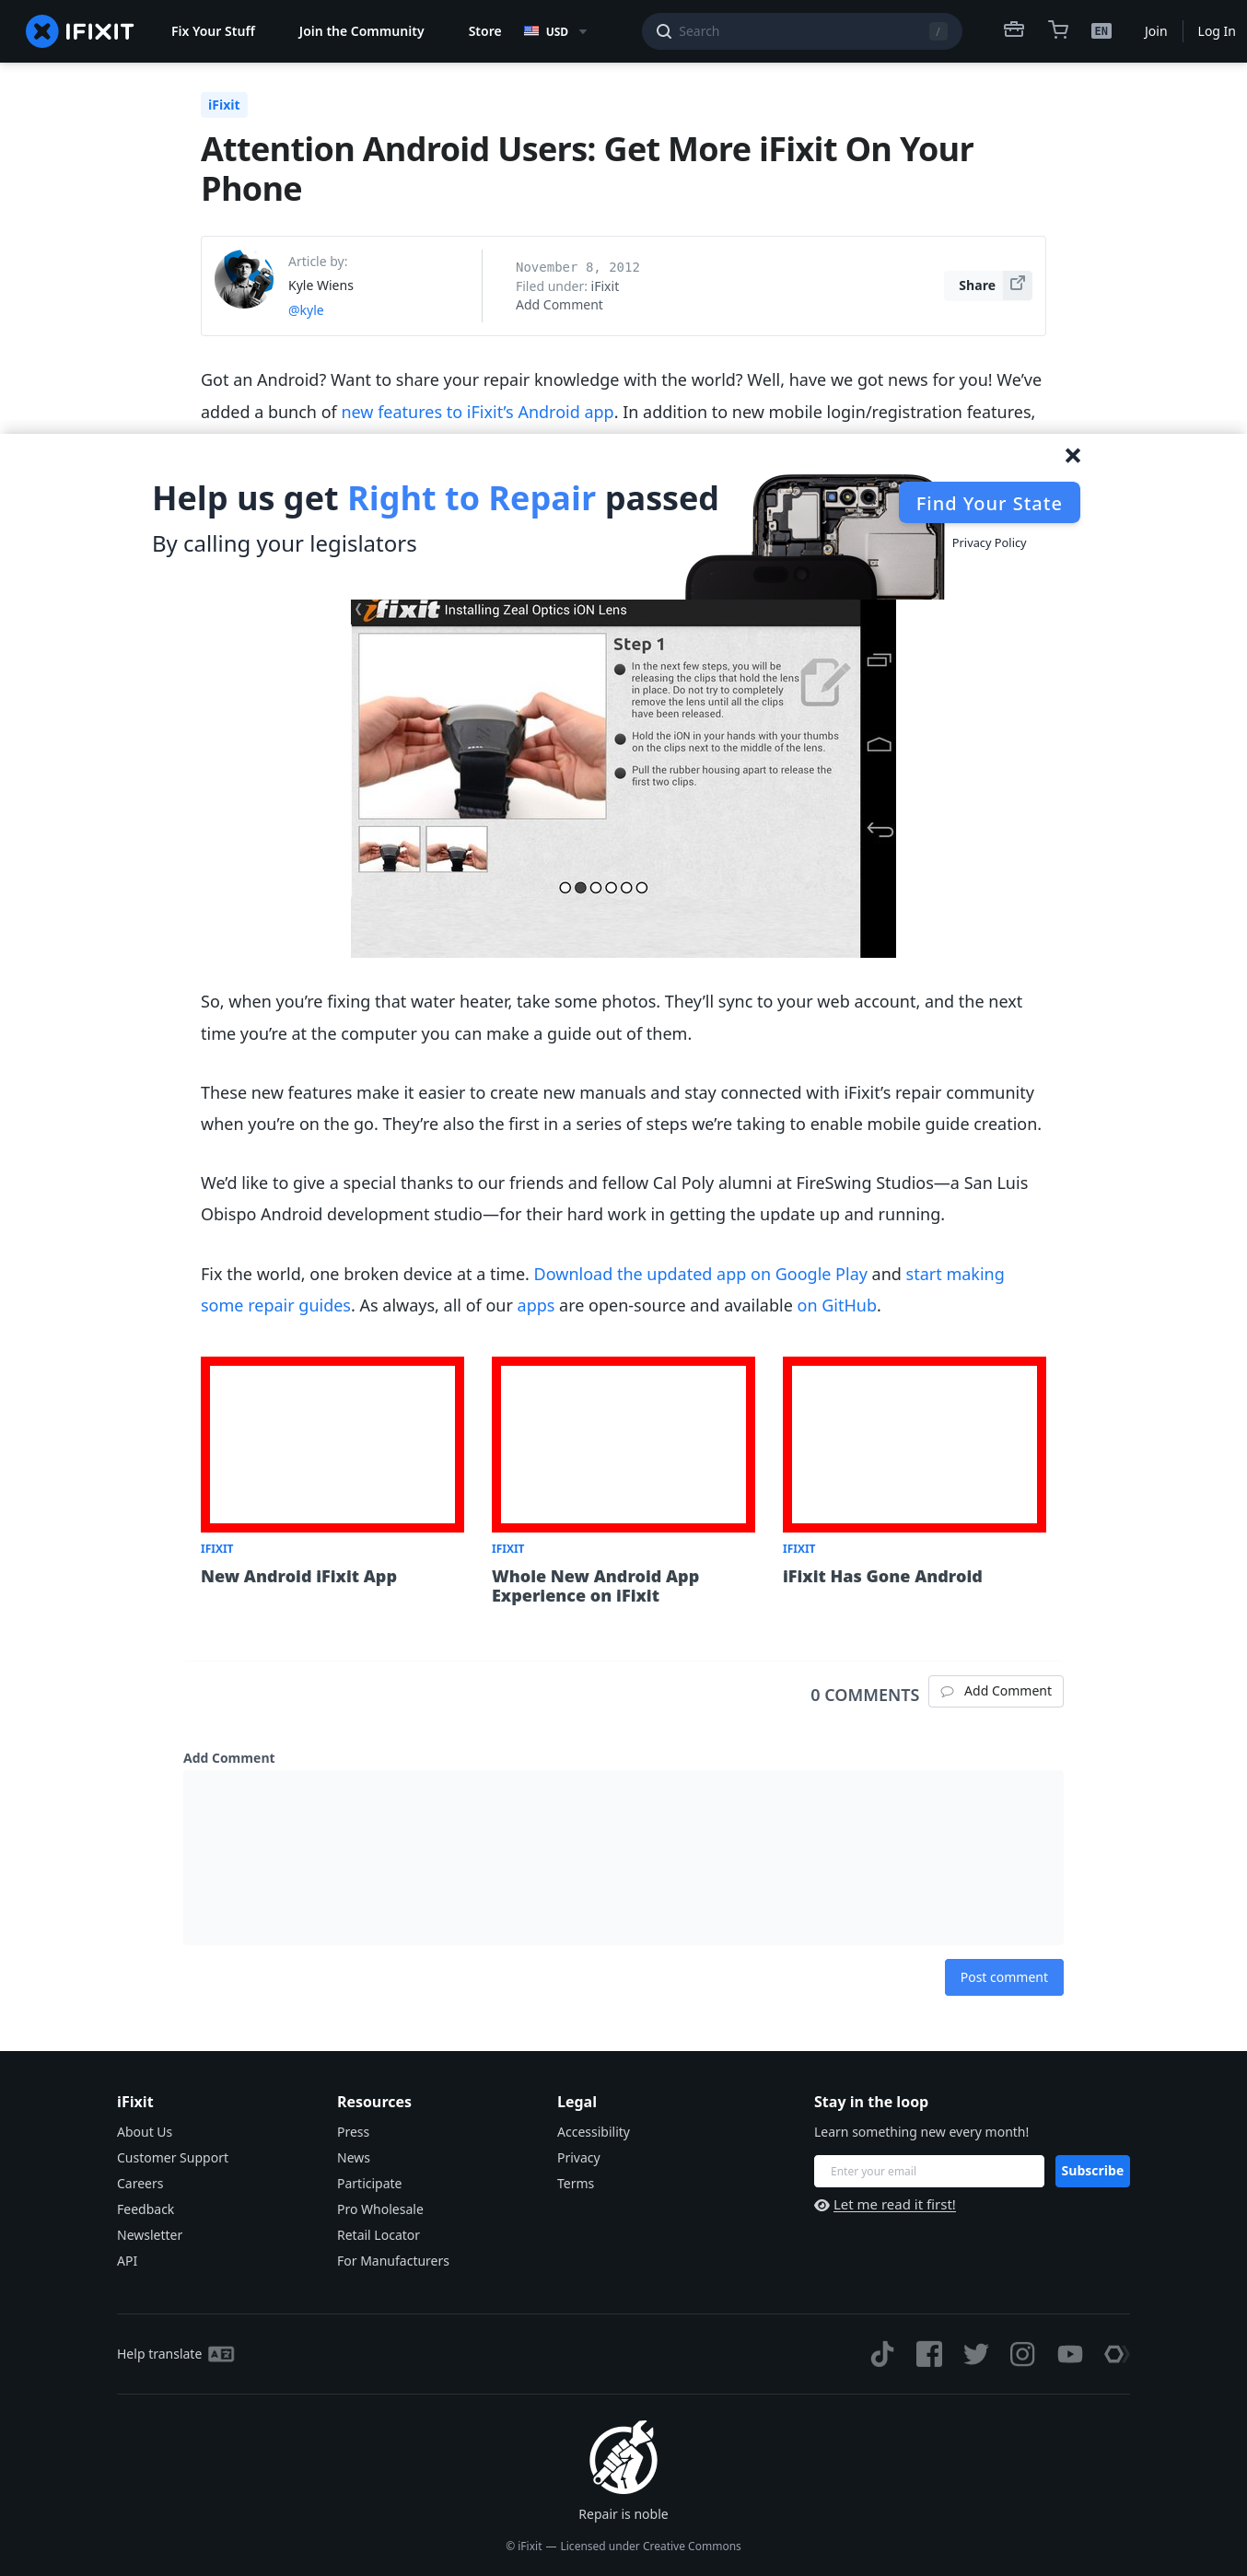 IFIXIT
Fix Your Stuff
Join the Community
Store
USD
Search
/
EN
Join
Log In
iFixit
Attention Android Users: Get More iFixit On Your
Phone
Article by:
Kyle Wiens
@kyle
November 8, 2012
Filed under: iFixit
Add Comment
Share
Got an Android? Want to share your repair knowledge with the world? Well, have we got news for you! We’ve
added a bunch of new features to iFixit’s Android app. In addition to new mobile login/registration features,
Help us get Right to Repair passed
By calling your legislators
Find Your State
Privacy Policy
ifixit Installing Zeal Optics iON Lens
Step 1
In the next few steps, you will be
releasing the clips that hold the lens
in place. Do not try to completely
remove the lens until all the clips
have been released.
Hold the iON in your hands with your thumbs
on the clips next to the middle of the lens.
Pull the rubber housing apart to release the
first two clips.
So, when you’re fixing that water heater, take some photos. They’ll sync to your web account, and the next
time you’re at the computer you can make a guide out of them.
These new features make it easier to create new manuals and stay connected with iFixit’s repair community
when you’re on the go. They’re also the first in a series of steps we’re taking to enable mobile guide creation.
We’d like to give a special thanks to our friends and fellow Cal Poly alumni at FireSwing Studios—a San Luis
Obispo Android development studio—for their hard work in getting the update up and running.
Fix the world, one broken device at a time. Download the updated app on Google Play and start making
some repair guides. As always, all of our apps are open-source and available on GitHub.
IFIXIT
New Android iFixit App
IFIXIT
Whole New Android App
Experience on iFixit
IFIXIT
iFixit Has Gone Android
0 COMMENTS
Add Comment
Add Comment
Post comment
iFixit
About Us
Customer Support
Careers
Feedback
Newsletter
API
Resources
Press
News
Participate
Pro Wholesale
Retail Locator
For Manufacturers
Legal
Accessibility
Privacy
Terms
Stay in the loop
Learn something new every month!
Enter your email
Subscribe
Let me read it first!
Help translate
Repair is noble
© iFixit — Licensed under Creative Commons